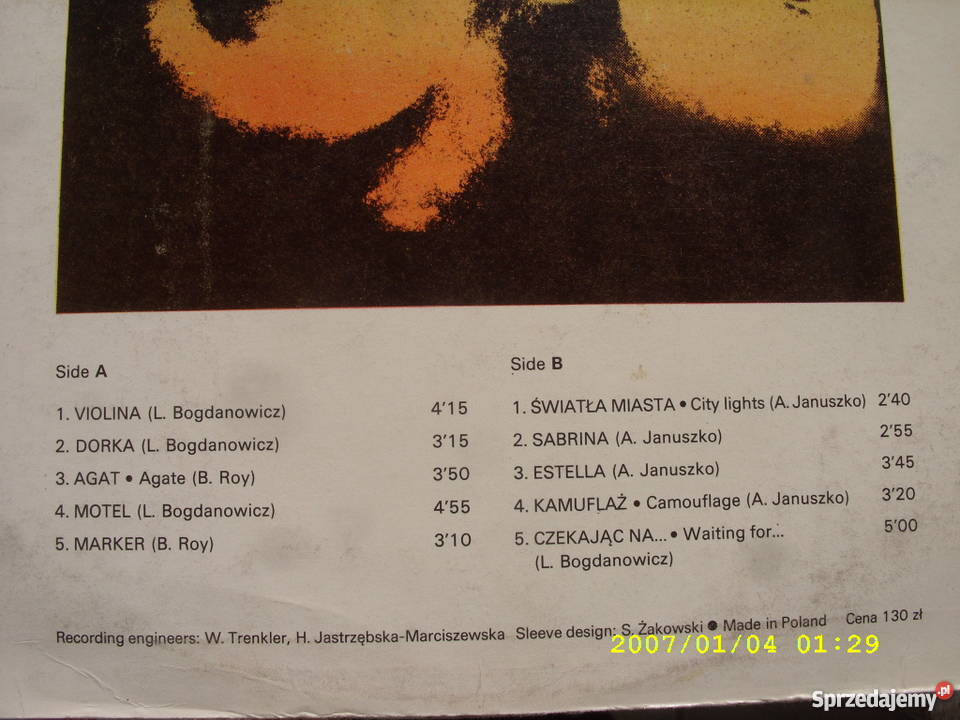 Side A
1. VIOLINA (L. Bogdanowicz) 4'15
2. DORKA (L. Bogdanowicz) 3'15
3. AGAT • Agate (B. Roy) 3'50
4. MOTEL (L. Bogdanowicz) 4'55
5. MARKER (B. Roy) 3'10
Side B
1. ŚWIATŁA MIASTA • City lights (A. Januszko) 2'40
2. SABRINA (A. Januszko) 2'55
3. ESTELLA (A. Januszko) 3'45
4. KAMUFLAŻ • Camouflage (A. Januszko) 3'20
5. CZEKAJĄC NA... • Waiting for... 5'00
(L. Bogdanowicz)
Recording engineers: W. Trenkler, H. Jastrzębska-Marciszewska Sleeve design: S. Żakowski • Made in Poland Cena 130 zł
2007/01/04 01:29
Sprzedajemy.pl